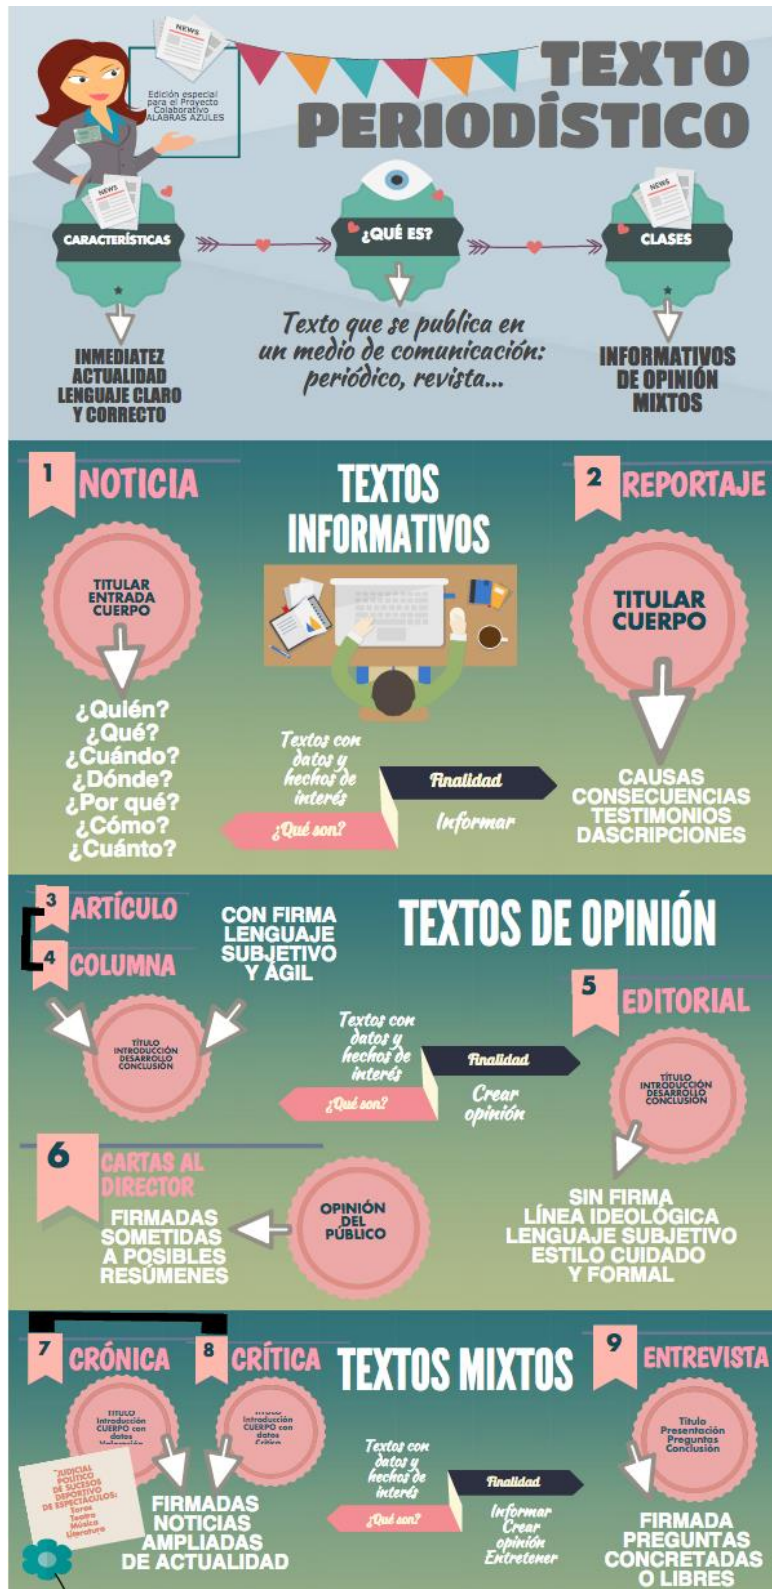 NEWS
Edición especial
para el Proyecto
Colaborativo
ALABRAS AZULES
TEXTO
PERIODÍSTICO
NEWS
CARACTERÍSTICAS
¿QUÉ ES?
NEWS
CLASES
INMEDIATEZ
ACTUALIDAD
LENGUAJE CLARO
Y CORRECTO
Texto que se publica en
un medio de comunicación:
periódico, revista...
INFORMATIVOS
DE OPINIÓN
MIXTOS
1
NOTICIA
TITULAR
ENTRADA
CUERPO
¿Quién?
¿Qué?
¿Cuándo?
¿Dónde?
¿Por qué?
¿Cómo?
¿Cuánto?
TEXTOS
INFORMATIVOS
Textos con
datos y
hechos de
interés
¿Qué son?
Finalidad
Informar
2
REPORTAJE
TITULAR
CUERPO
CAUSAS
CONSECUENCIAS
TESTIMONIOS
DASCRIPCIONES
3
ARTÍCULO
4
COLUMNA
CON FIRMA
LENGUAJE
SUBJETIVO
Y ÁGIL
TÍTULO
INTRODUCCIÓN
DESARROLLO
CONCLUSIÓN
TEXTOS DE OPINIÓN
Textos con
datos y
hechos de
interés
¿Qué son?
Finalidad
Crear
opinión
5
EDITORIAL
TÍTULO
INTRODUCCIÓN
DESARROLLO
CONCLUSIÓN
SIN FIRMA
LÍNEA IDEOLÓGICA
LENGUAJE SUBJETIVO
ESTILO CUIDADO
Y FORMAL
6
CARTAS AL
DIRECTOR
OPINIÓN
DEL
PÚBLICO
FIRMADAS
SOMETIDAS
A POSIBLES
RESÚMENES
7
CRÓNICA
TITULO
Introducción
CUERPO con
datos
8
CRÍTICA
Introducción
CUERPO con
datos
"JUDICIAL
POLÍTICO
DE SUCESOS
DEPORTIVO
DE ESPECTÁCULOS:
Toros
Teatro
Música
Literatura
FIRMADAS
NOTICIAS
AMPLIADAS
DE ACTUALIDAD
TEXTOS MIXTOS
Textos con
datos y
hechos de
interés
¿Qué son?
Finalidad
Informar
Crear
opinión
Entretener
9
ENTREVISTA
Título
Presentación
Preguntas
Conclusión
FIRMADA
PREGUNTAS
CONCRETADAS
O LIBRES